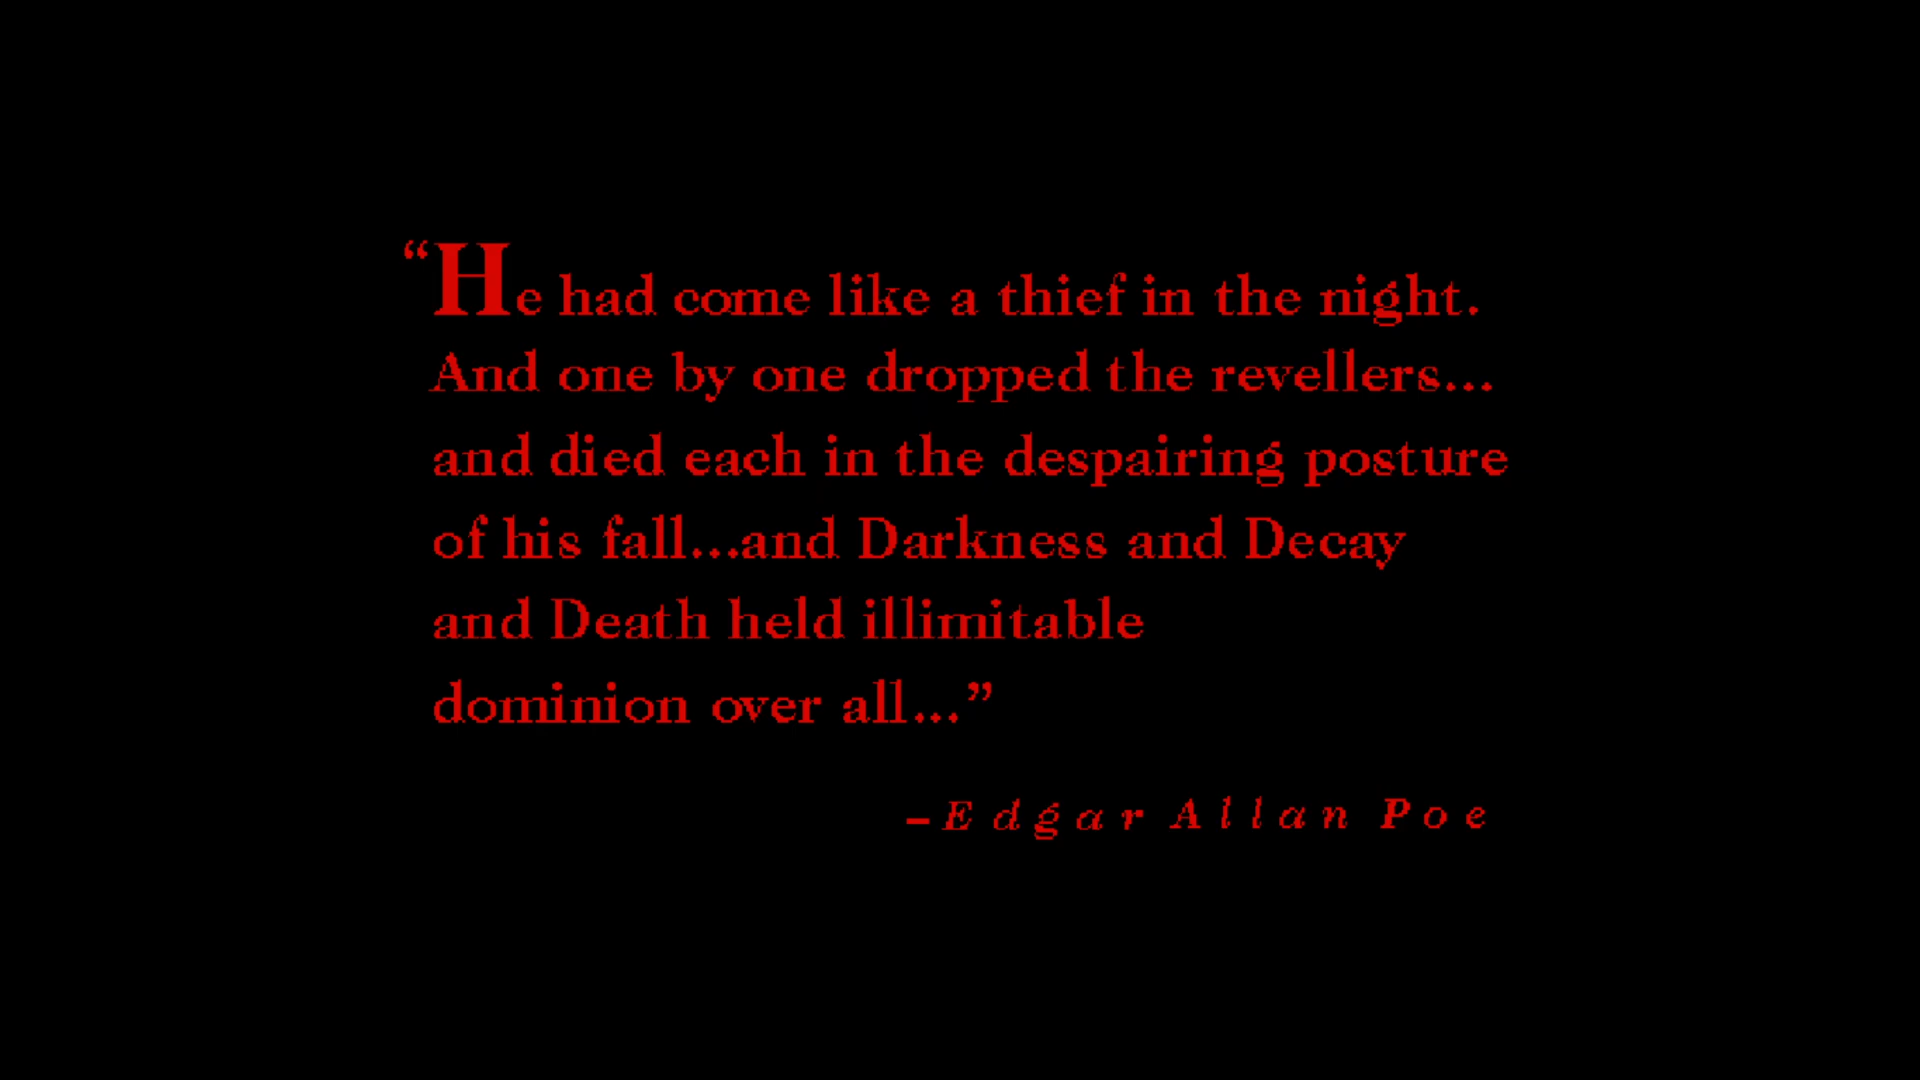 “He had come like a thief in the night.
And one by one dropped the revellers...
and died each in the despairing posture
of his fall...and Darkness and Decay
and Death held illimitable
dominion over all...”
–Edgar Allan Poe